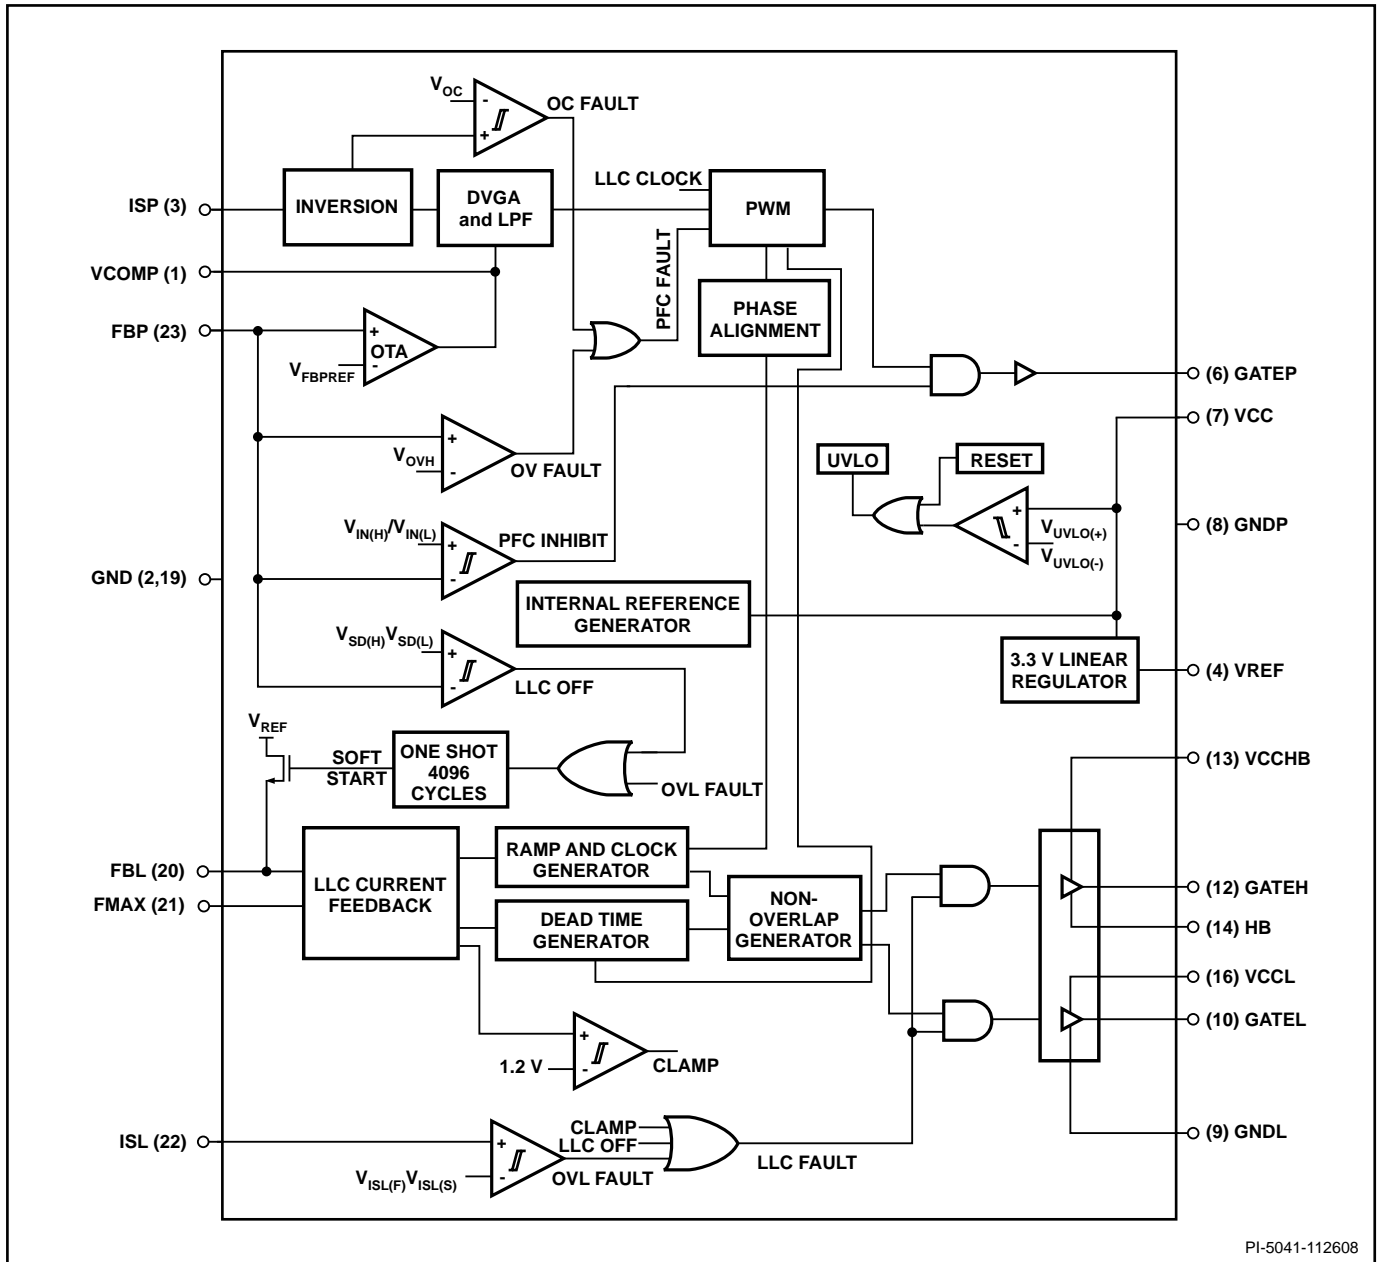 V_OC
-
+
OC FAULT
ISP (3)
INVERSION
DVGA
and LPF
LLC CLOCK
PWM
VCOMP (1)
PFC FAULT
PHASE
ALIGNMENT
FBP (23)
+
OTA
-
V_FBPREF
(6) GATEP
(7) VCC
+
V_OVH
-
OV FAULT
UVLO
RESET
+
-
V_UVLO(+)
V_UVLO(-)
(8) GNDP
V_IN(H)/V_IN(L)
+
-
PFC INHIBIT
GND (2,19)
INTERNAL REFERENCE
GENERATOR
V_SD(H)V_SD(L)
+
-
LLC OFF
3.3 V LINEAR
REGULATOR
(4) VREF
V_REF
SOFT
START
ONE SHOT
4096
CYCLES
OVL FAULT
(13) VCCHB
FBL (20)
FMAX (21)
LLC CURRENT
FEEDBACK
RAMP AND CLOCK
GENERATOR
DEAD TIME
GENERATOR
NON-
OVERLAP
GENERATOR
(12) GATEH
(14) HB
(16) VCCL
(10) GATEL
+
1.2 V
-
CLAMP
ISL (22)
+
-
V_ISL(F)V_ISL(S)
CLAMP
LLC OFF
OVL FAULT
LLC FAULT
(9) GNDL
PI-5041-112608